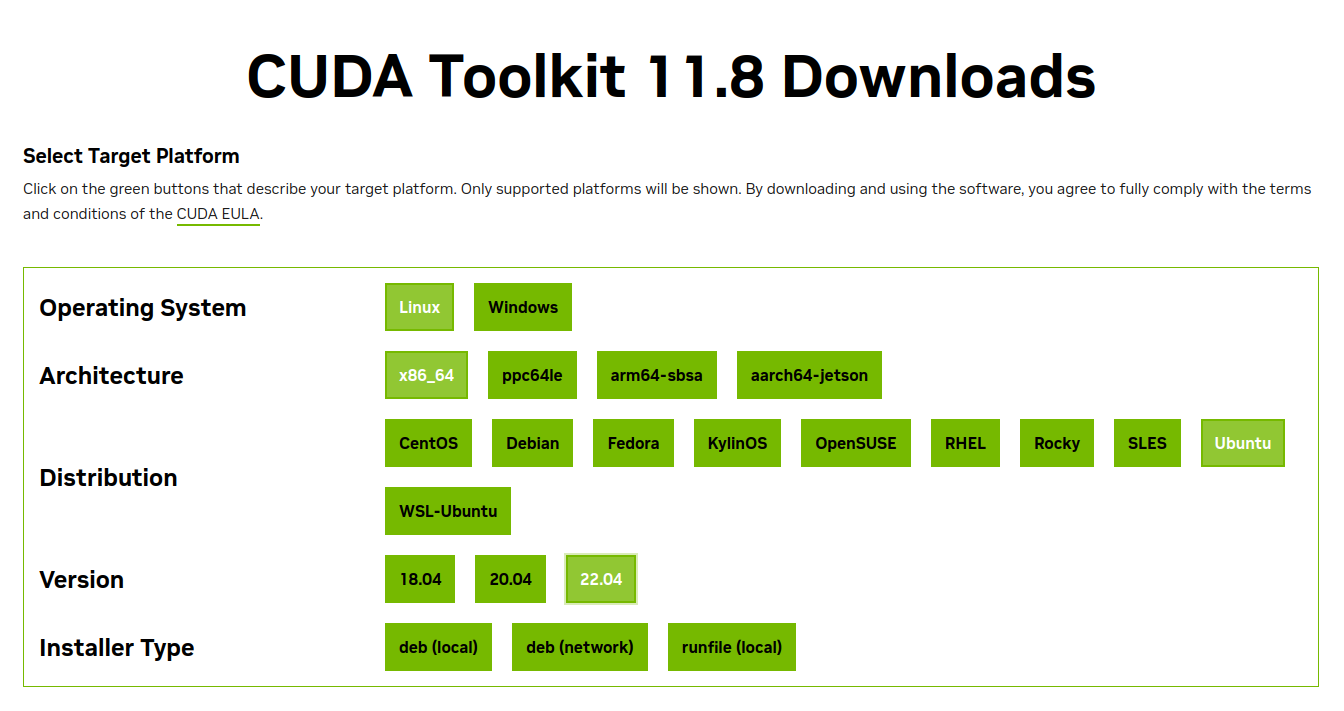 CUDA Toolkit 11.8 Downloads
Select Target Platform
Click on the green buttons that describe your target platform. Only supported platforms will be shown. By downloading and using the software, you agree to fully comply with the terms
and conditions of the CUDA EULA.
Operating System Linux Windows
Architecture x86_64 ppc64le arm64-sbsa aarch64-jetson
Distribution CentOS Debian Fedora KylinOS OpenSUSE RHEL Rocky SLES Ubuntu
WSL-Ubuntu
Version 18.04 20.04 22.04
Installer Type deb (local) deb (network) runfile (local)